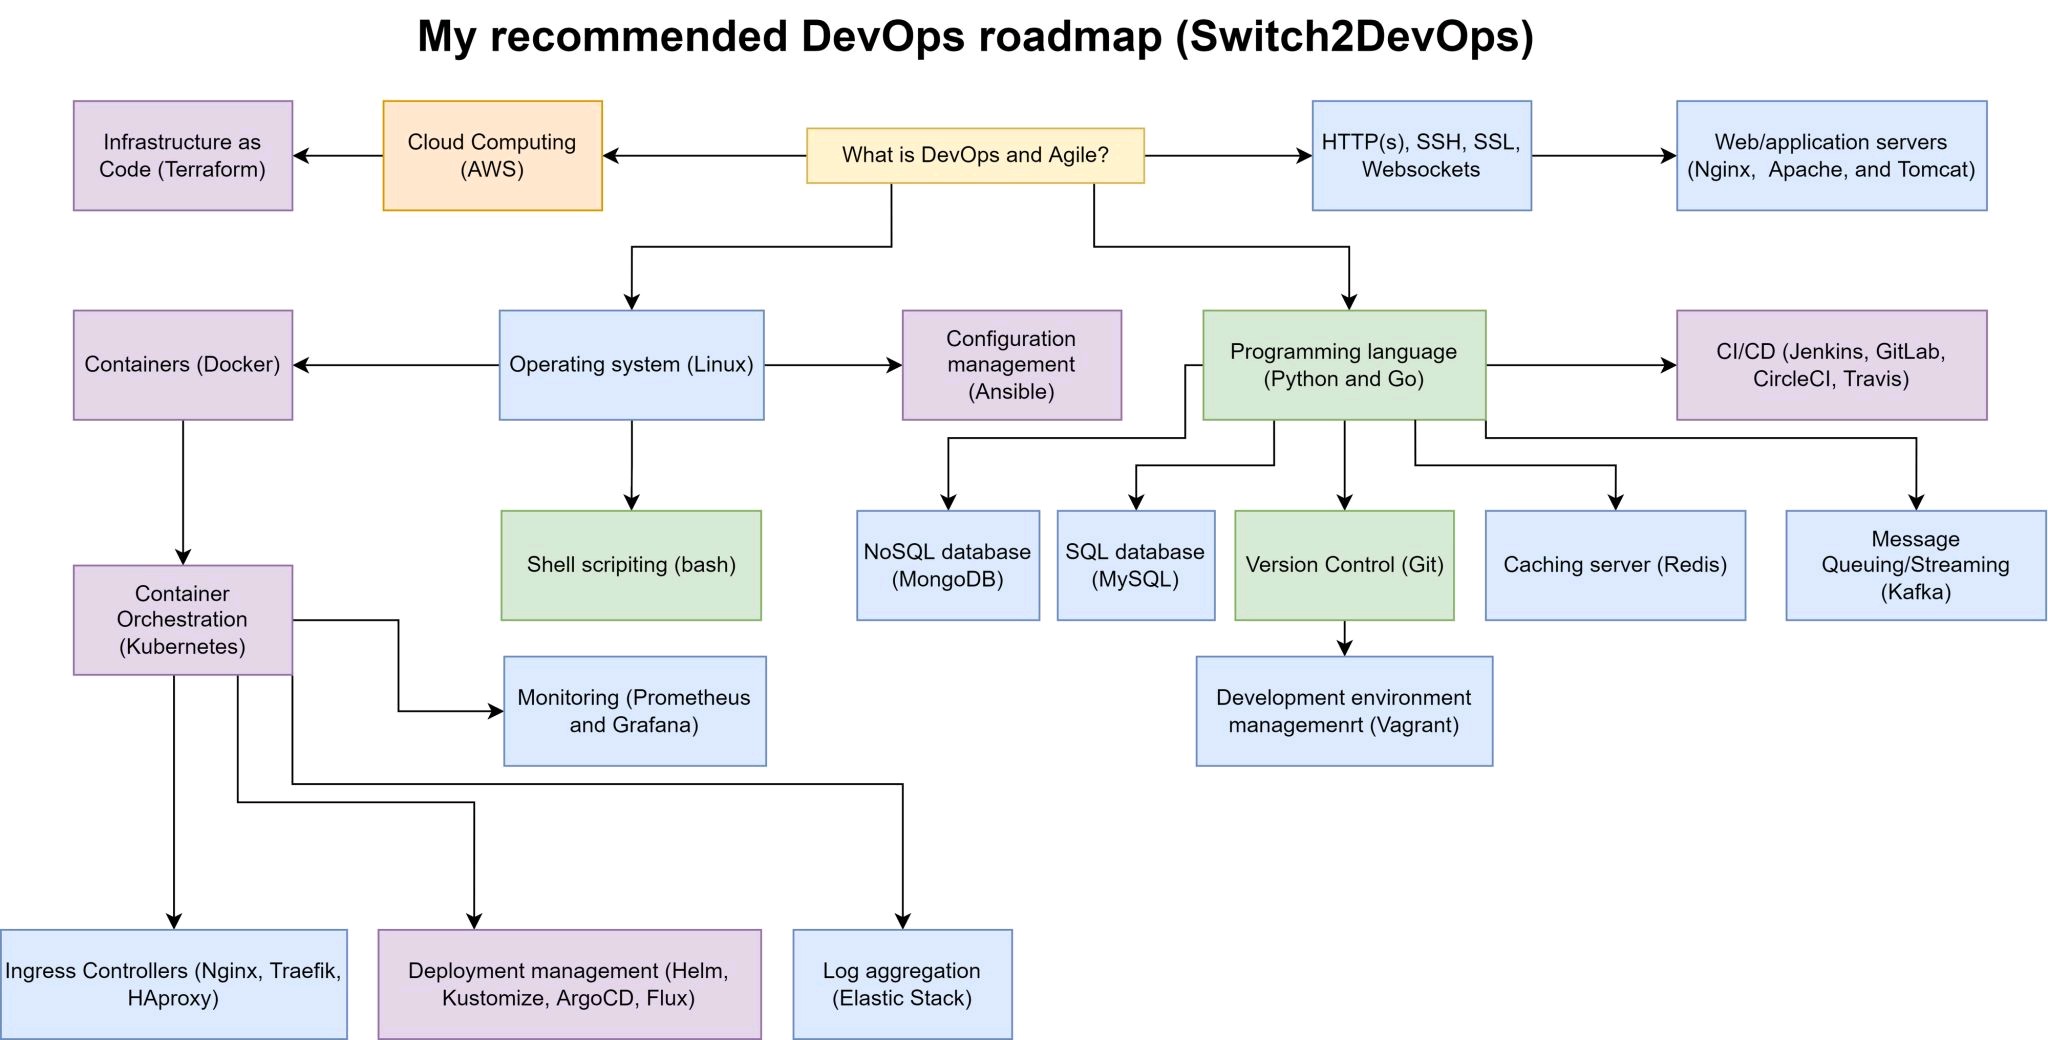 My recommended DevOps roadmap (Switch2DevOps)
Infrastructure as
Code (Terraform)
Cloud Computing
(AWS)
What is DevOps and Agile?
HTTP(s), SSH, SSL,
Websockets
Web/application servers
(Nginx,  Apache, and Tomcat)
Containers (Docker)
Operating system (Linux)
Configuration
management
(Ansible)
Programming language
(Python and Go)
CI/CD (Jenkins, GitLab,
CircleCI, Travis)
Container
Orchestration
(Kubernetes)
Shell scripiting (bash)
NoSQL database
(MongoDB)
SQL database
(MySQL)
Version Control (Git)
Caching server (Redis)
Message
Queuing/Streaming
(Kafka)
Monitoring (Prometheus
and Grafana)
Development environment
managemenrt (Vagrant)
Ingress Controllers (Nginx, Traefik,
HAproxy)
Deployment management (Helm,
Kustomize, ArgoCD, Flux)
Log aggregation
(Elastic Stack)